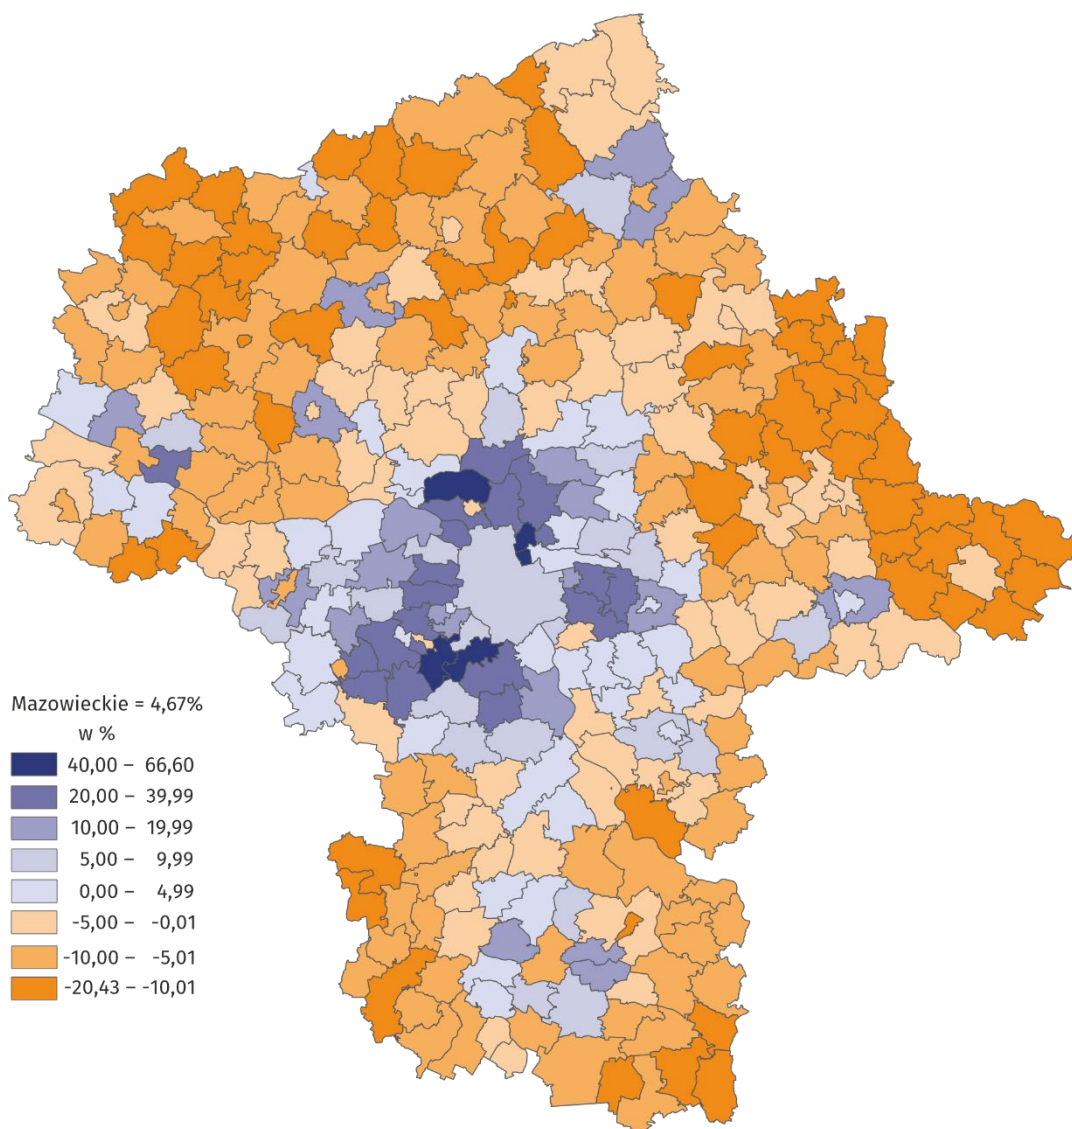 Mazowieckie = 4,67%
w %
40,00 – 66,60
20,00 – 39,99
10,00 – 19,99
5,00 – 9,99
0,00 – 4,99
-5,00 – -0,01
-10,00 – -5,01
-20,43 – -10,01